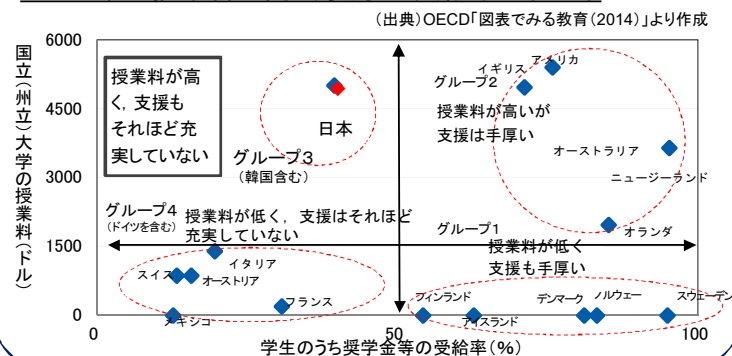 （出典）OECD「図表でみる教育（2014）」より作成
国立（州立）大学の授業料（ドル）
6000
4500
3000
1500
0
授業料が高
く，支援も
それほど充
実していない
日本
グループ3
（韓国含む）
グループ2
イギリス
アメリカ
授業料が高いが
支援は手厚い
オーストラリア
ニュージーランド
オランダ
グループ4
（ドイツを含む）
授業料が低く，支援はそれほど
充実していない
イタリア
スイス
オーストリア
フランス
メキシコ
グループ1
授業料が低く
支援も手厚い
フィンランド
アイスランド
デンマーク
ノルウェー
スウェーデン
0
50
100
学生のうち奨学金等の受給率（%）